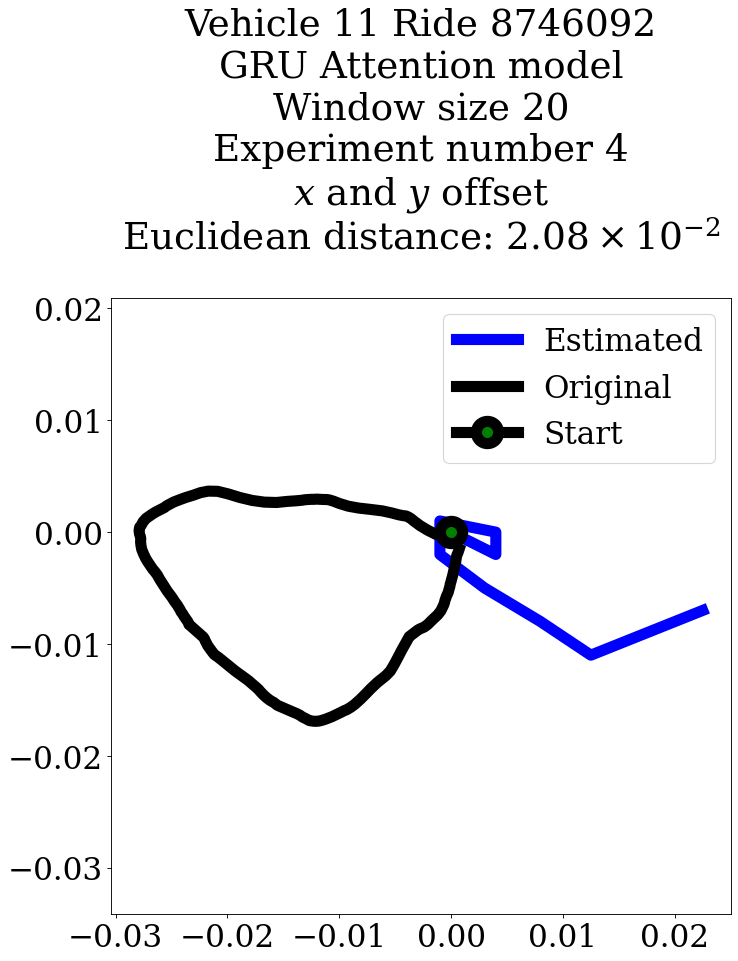 Vehicle 11 Ride 8746092
GRU Attention model
Window size 20
Experiment number 4
x and y offset
Euclidean distance: 2.08 × 10⁻²
0.02
0.01
0.00
−0.01
−0.02
−0.03
Estimated
Original
Start
−0.03 −0.02 −0.01 0.00 0.01 0.02